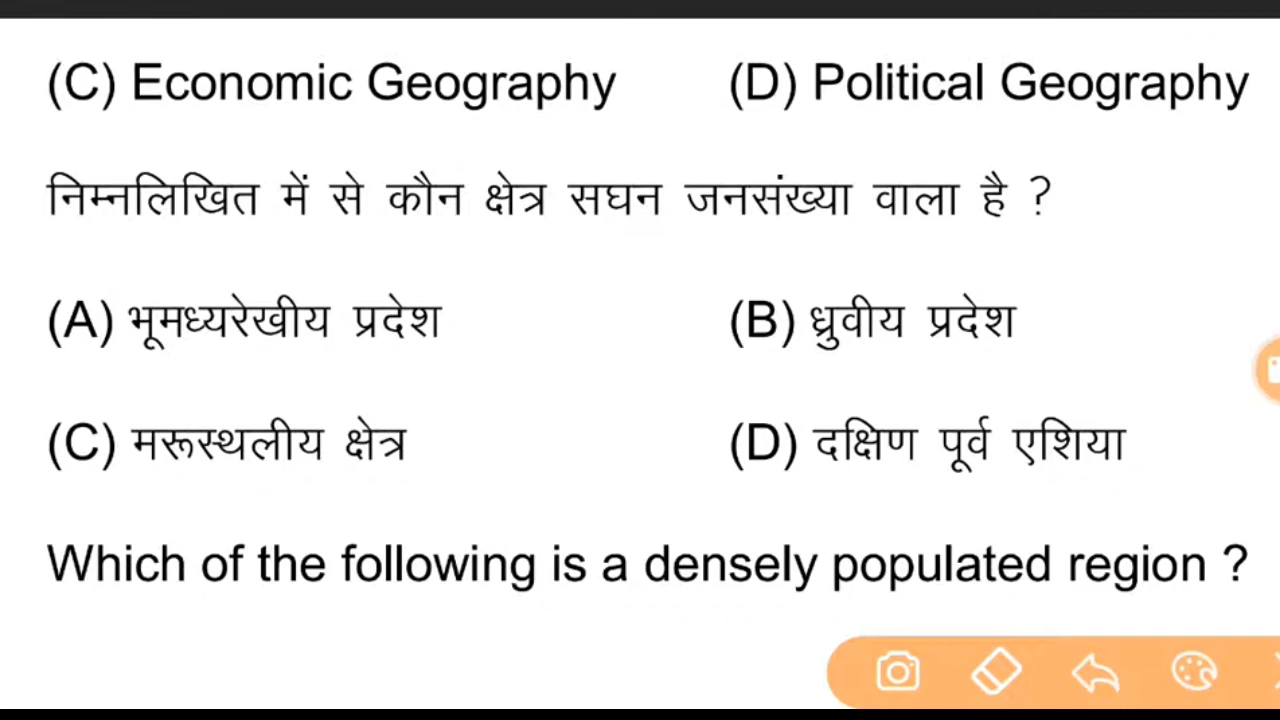 (C) Economic Geography (D) Political Geography
निम्नलिखित में से कौन क्षेत्र सघन जनसंख्या वाला है ?
(A) भूमध्यरेखीय प्रदेश (B) ध्रुवीय प्रदेश
(C) मरूस्थलीय क्षेत्र (D) दक्षिण पूर्व एशिया
Which of the following is a densely populated region ?